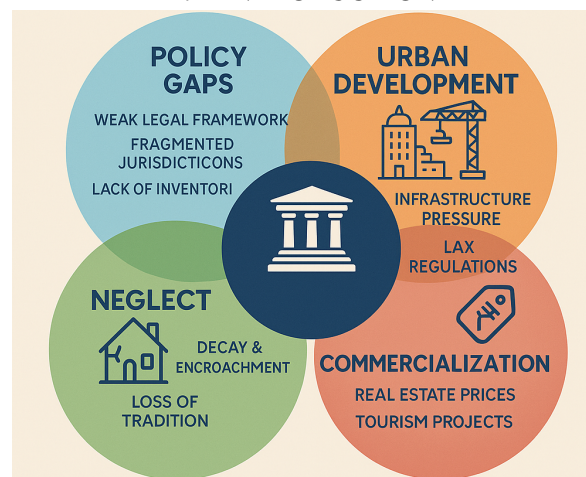 POLICY
GAPS
WEAK LEGAL FRAMEWORK
FRAGMENTED
JURISDICTICONS
LACK OF INVENTORI
URBAN
DEVELOPMENT
INFRASTRUCTURE
PRESSURE
LAX
REGULATIONS
NEGLECT
DECAY &
ENCROACHMENT
LOSS OF
TRADITION
COMMERCIALIZATION
REAL ESTATE PRICES
TOURISM PROJECTS